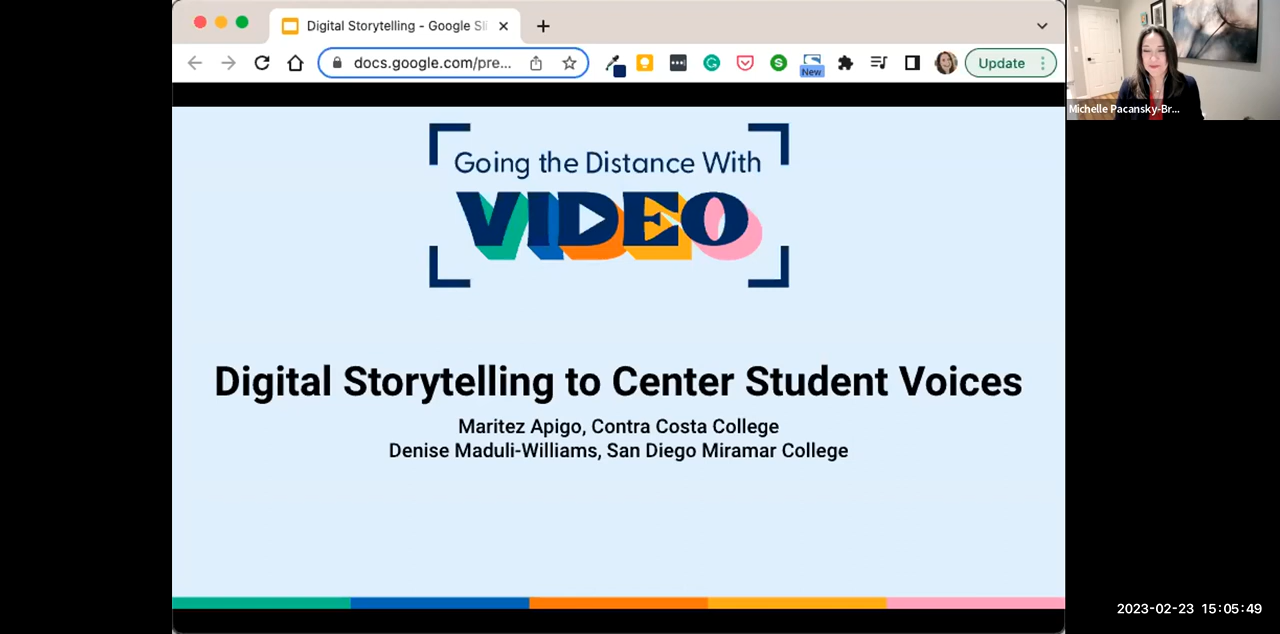 Digital Storytelling - Google Sli
docs.google.com/pre...
New
Update
Michelle Pacansky-Br...
Going the Distance With
VIDEO
Digital Storytelling to Center Student Voices
Maritez Apigo, Contra Costa College
Denise Maduli-Williams, San Diego Miramar College
2023-02-23 15:05:49